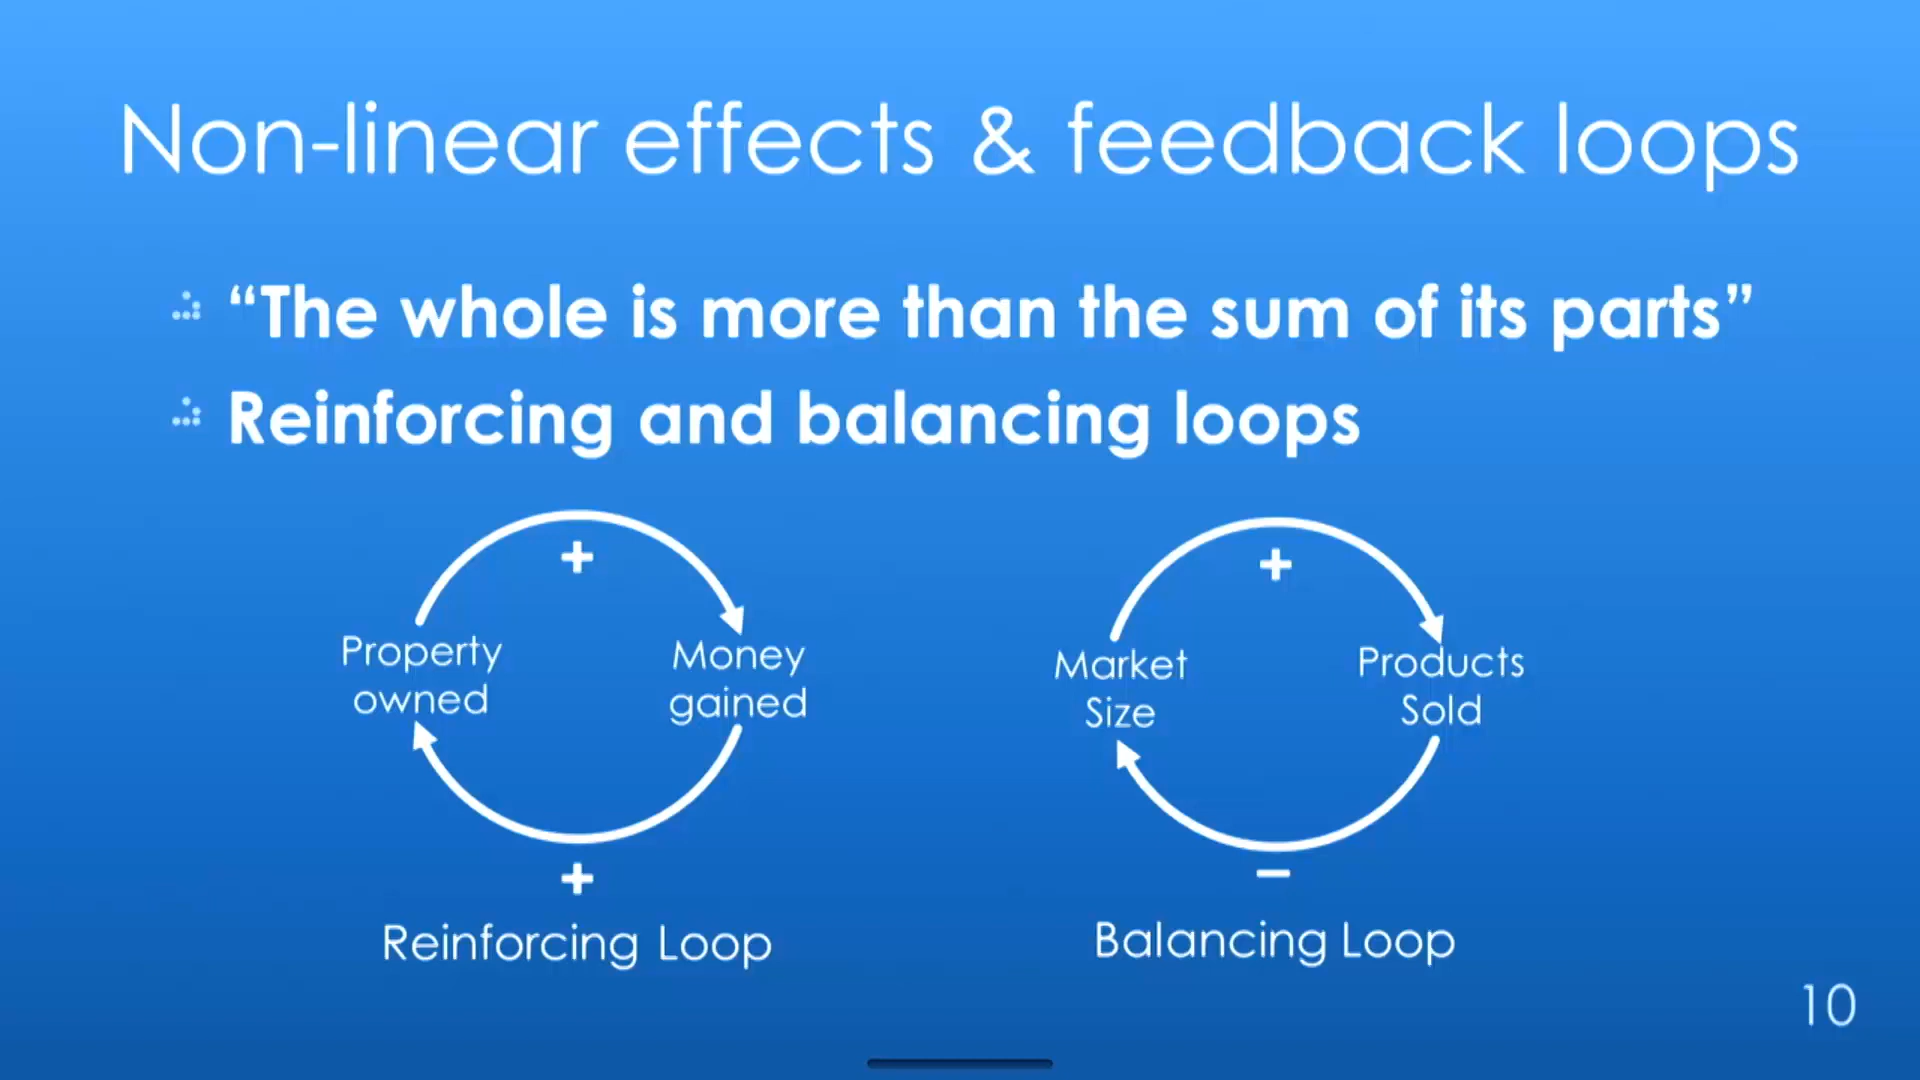 Non-linear effects & feedback loops
“The whole is more than the sum of its parts”
Reinforcing and balancing loops
+
Property
owned
Money
gained
+
Reinforcing Loop
+
Market
Size
Products
Sold
−
Balancing Loop
10